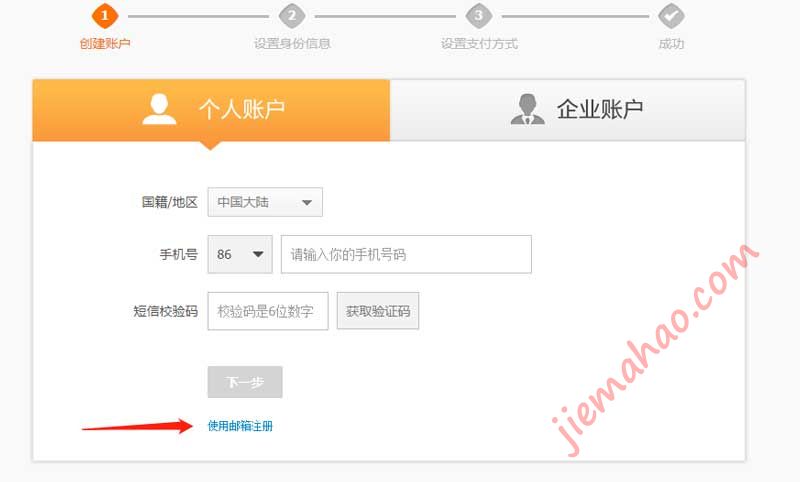 1 2 3
创建账户 设置身份信息 设置支付方式 成功
个人账户 企业账户
国籍/地区 中国大陆
手机号 86 请输入你的手机号码
短信校验码 校验码是6位数字 获取验证码
下一步
使用邮箱注册
jiemahao.com